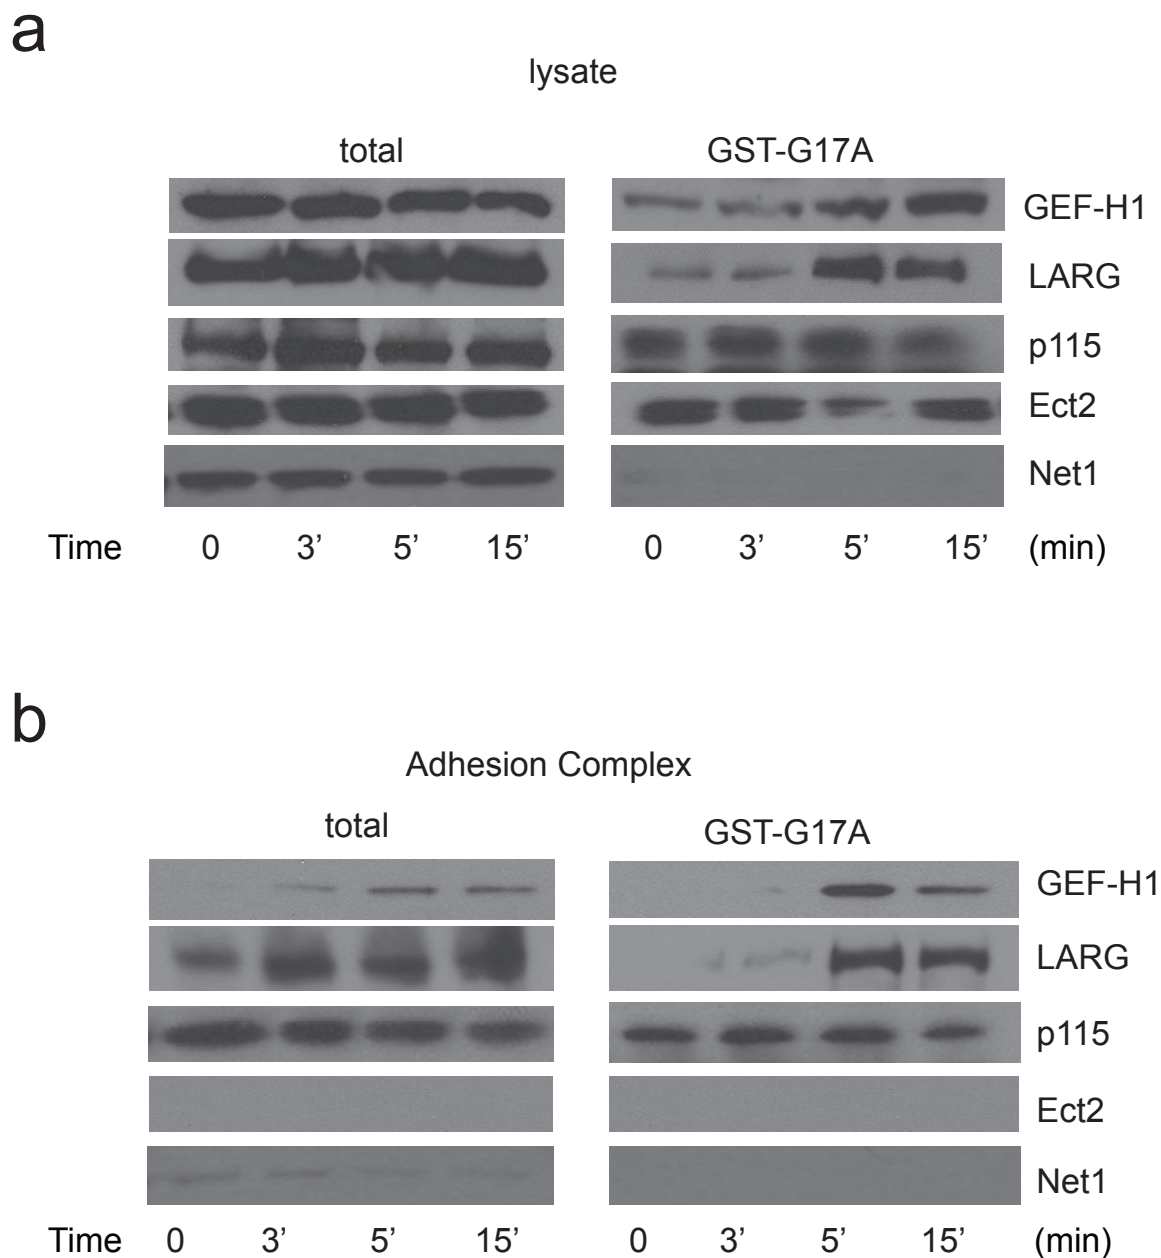 a
lysate
total GST-G17A
GEF-H1
LARG
p115
Ect2
Net1
Time 0 3’ 5’ 15’ 0 3’ 5’ 15’ (min)
b
Adhesion Complex
total GST-G17A
GEF-H1
LARG
p115
Ect2
Net1
Time 0 3’ 5’ 15’ 0 3’ 5’ 15’ (min)